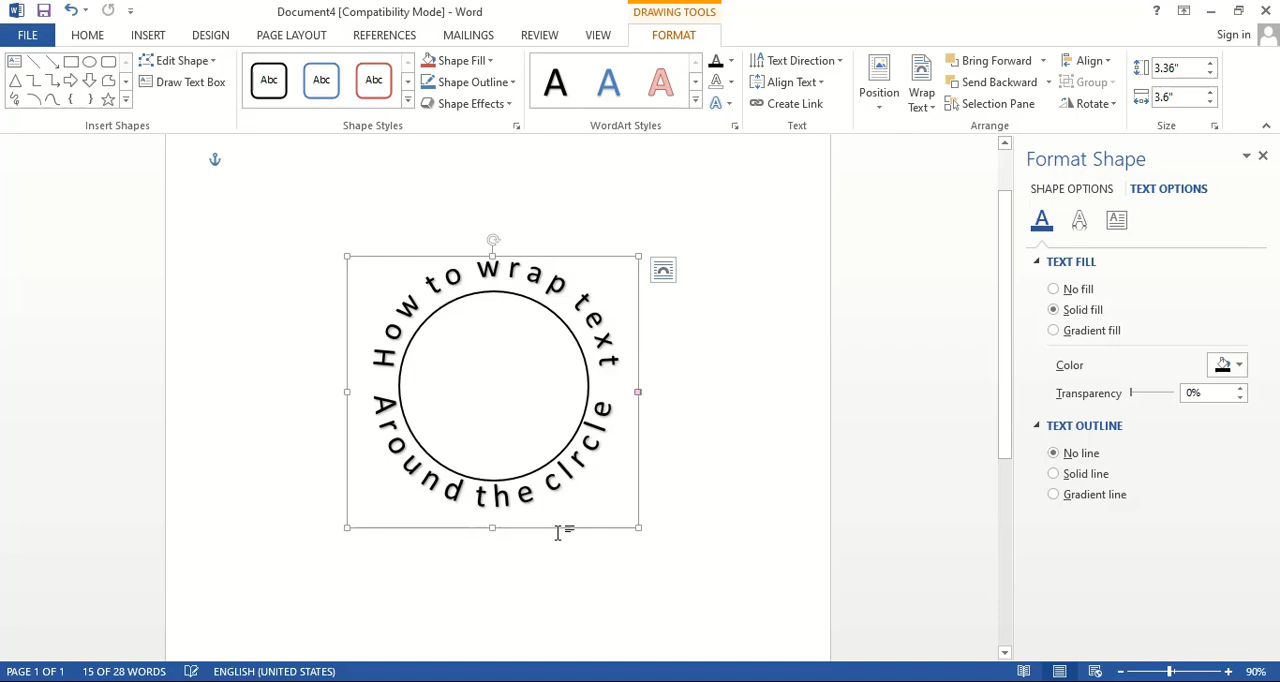 Document4 [Compatibility Mode] - Word
DRAWING TOOLS
?
FILE HOME INSERT DESIGN PAGE LAYOUT REFERENCES MAILINGS REVIEW VIEW FORMAT
Sign in
Edit Shape
Draw Text Box
Insert Shapes
Abc Abc Abc
Shape Fill
Shape Outline
Shape Effects
Shape Styles
A A A
WordArt Styles
Text Direction
Align Text
Create Link
Text
Position
Wrap Text
Bring Forward
Send Backward
Selection Pane
Align
Group
Rotate
Arrange
3.36"
3.6"
Size
How to wrap text
Around the cIrcle
Format Shape
SHAPE OPTIONS TEXT OPTIONS
TEXT FILL
No fill
Solid fill
Gradient fill
Color
Transparency 0%
TEXT OUTLINE
No line
Solid line
Gradient line
PAGE 1 OF 1 15 OF 28 WORDS ENGLISH (UNITED STATES) 90%